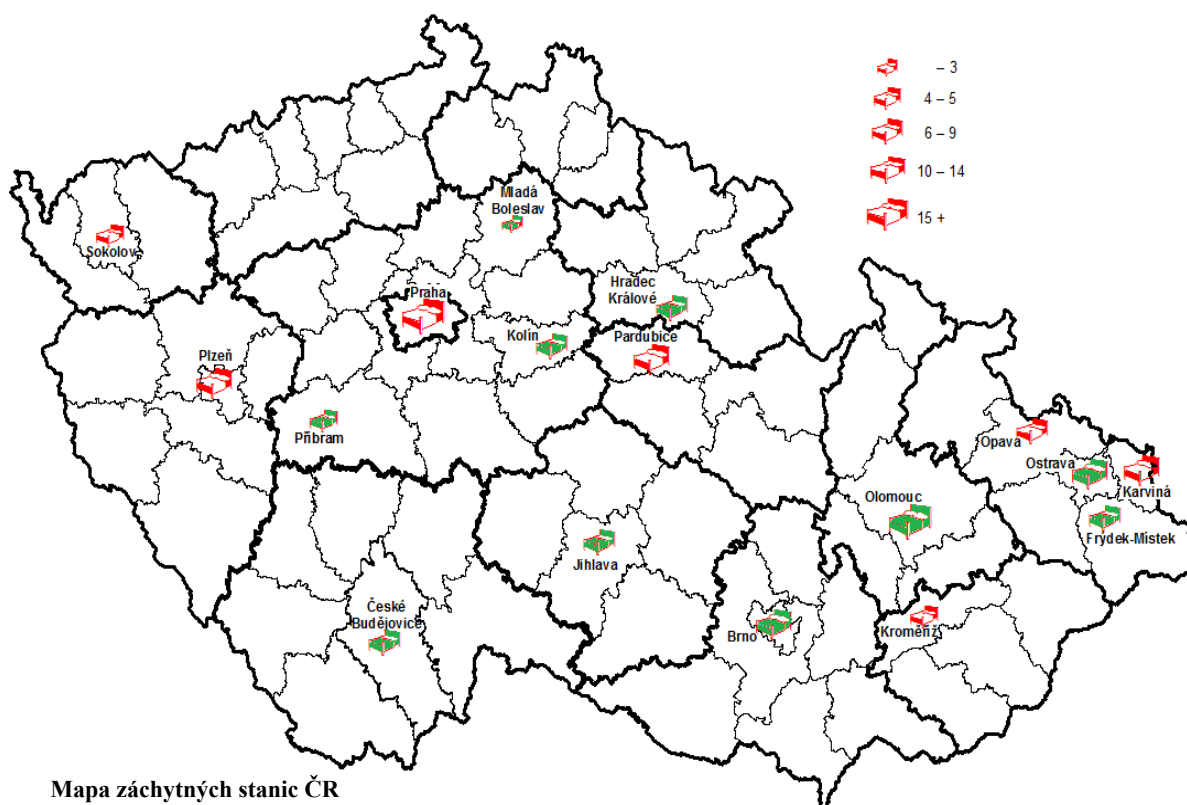 – 3
4 – 5
6 – 9
10 – 14
15 +
Mladá
Boleslav
Sokolov
Praha
Hradec
Králové
Kolín
Pardubice
Plzeň
Příbram
Opava
Ostrava
Karviná
Olomouc
Frýdek-Místek
Jihlava
České
Budějovice
Brno
Kroměříž
Mapa záchytných stanic ČR